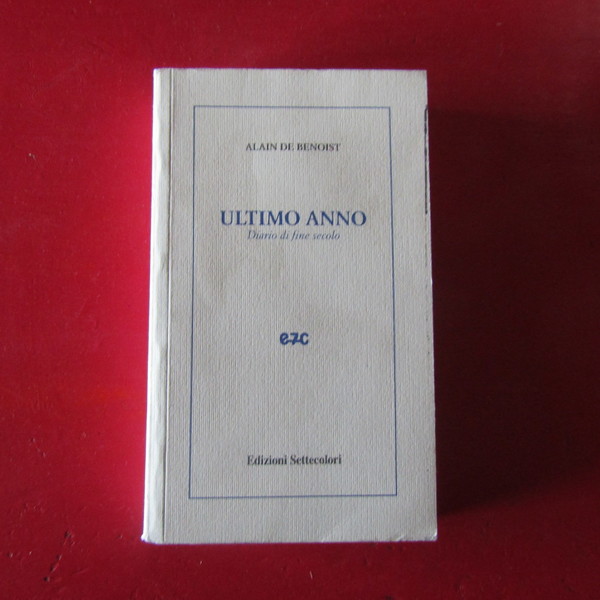 ALAIN DE BENOIST
ULTIMO ANNO
Diario di fine secolo
e7c
Edizioni Settecolori